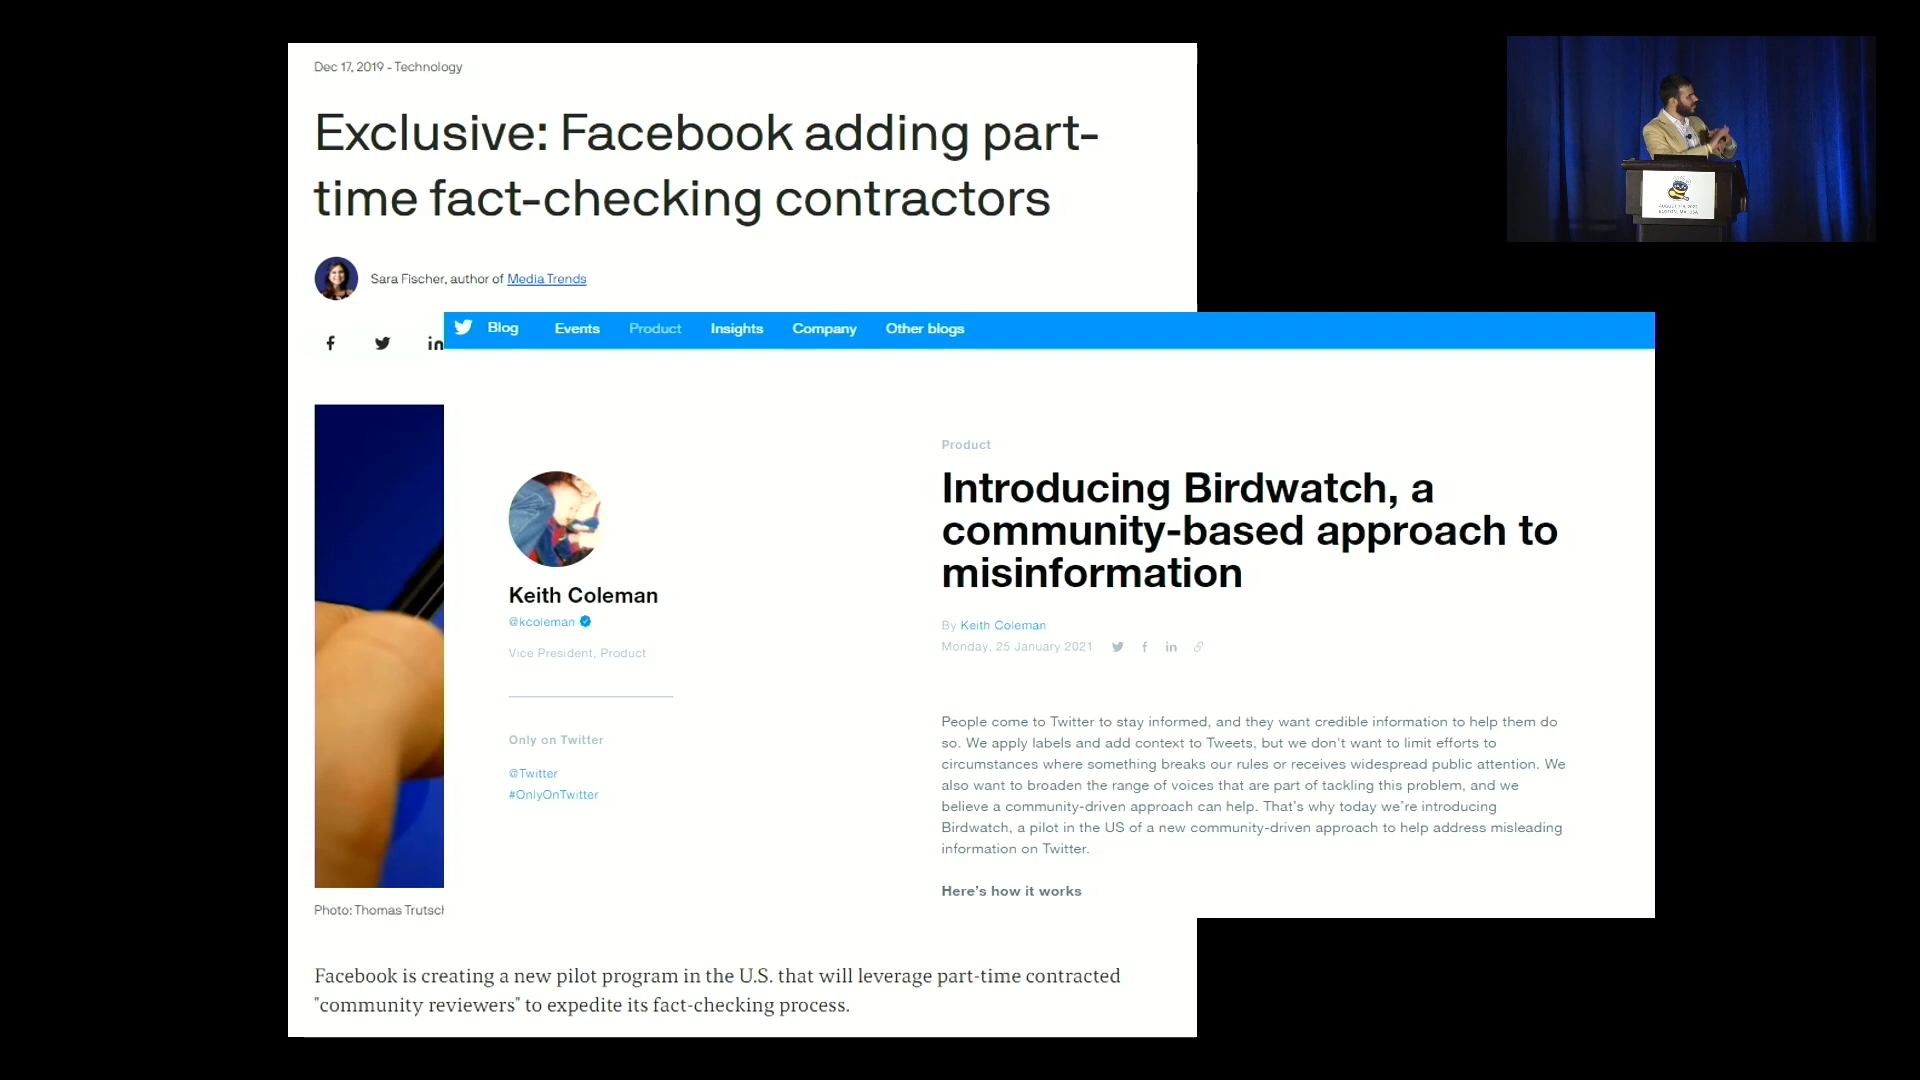 Dec 17, 2019 - Technology
Exclusive: Facebook adding part-
time fact-checking contractors
Sara Fischer, author of Media Trends
Blog Events Product Insights Company Other blogs
Keith Coleman
@kcoleman
Vice President, Product
Only on Twitter
@Twitter
#OnlyOnTwitter
Product
Introducing Birdwatch, a
community-based approach to
misinformation
By Keith Coleman
Monday, 25 January 2021
People come to Twitter to stay informed, and they want credible information to help them do
so. We apply labels and add context to Tweets, but we don't want to limit efforts to
circumstances where something breaks our rules or receives widespread public attention. We
also want to broaden the range of voices that are part of tackling this problem, and we
believe a community-driven approach can help. That's why today we're introducing
Birdwatch, a pilot in the US of a new community-driven approach to help address misleading
information on Twitter.
Here's how it works
Photo: Thomas
Facebook is creating a new pilot program in the U.S. that will leverage part-time contracted
"community reviewers" to expedite its fact-checking process.
BOSTON, MA, USA